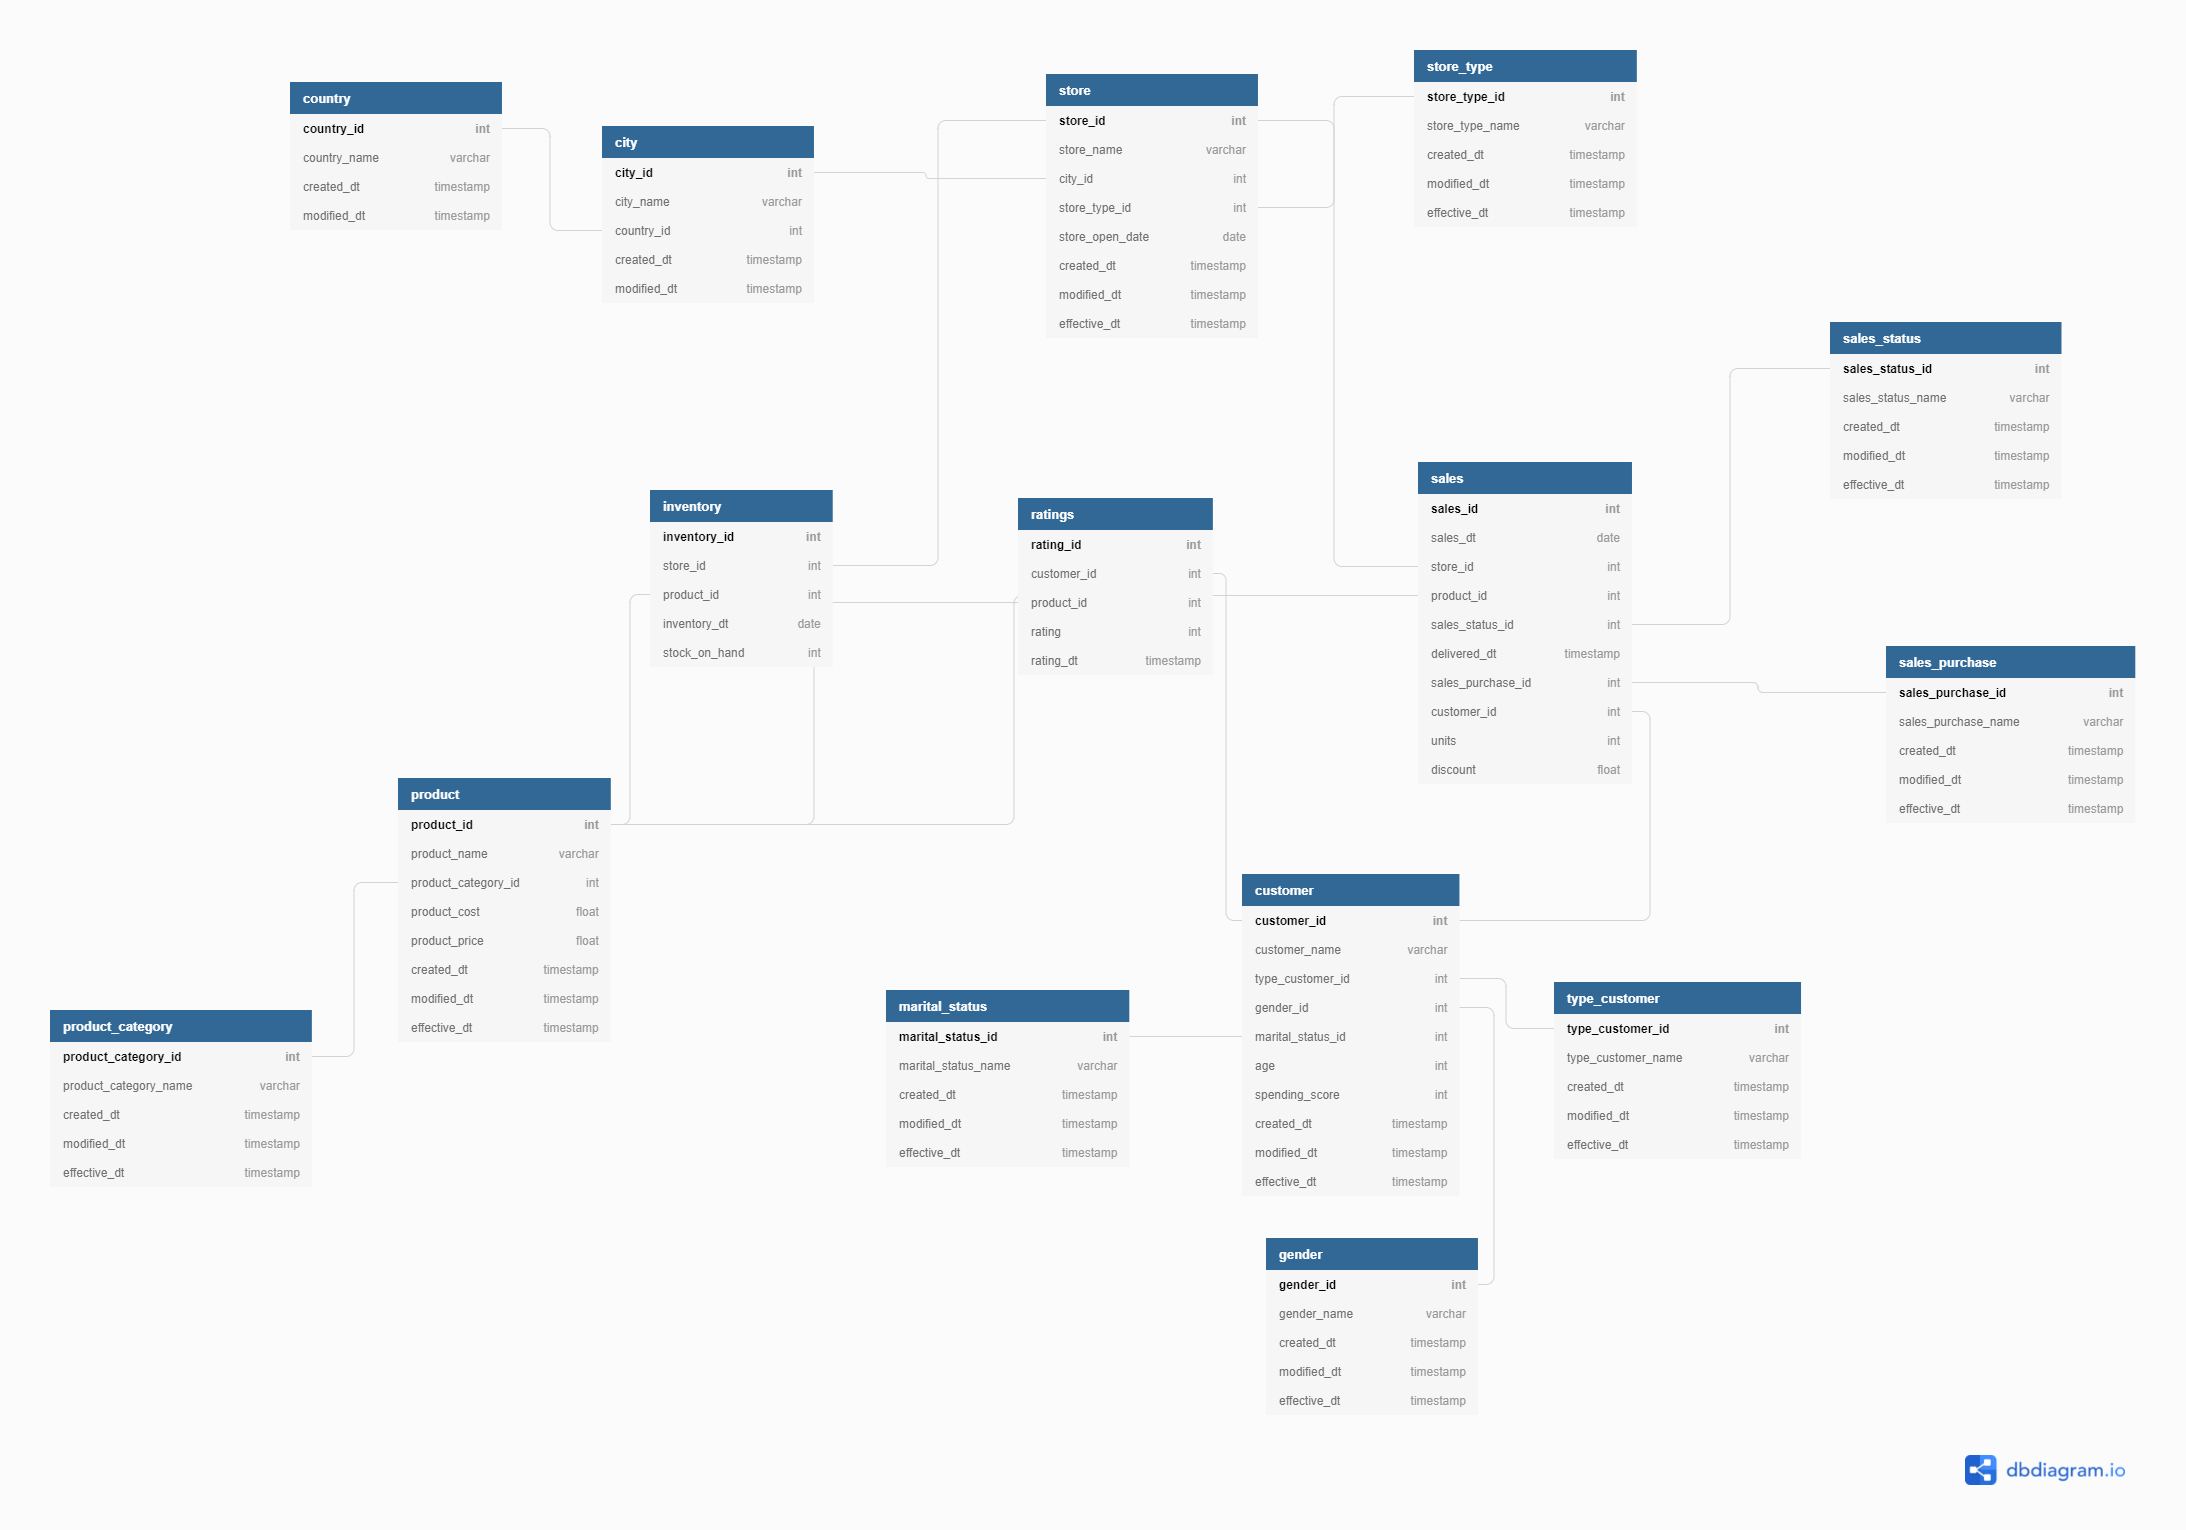 country
country_id int
country_name varchar
created_dt timestamp
modified_dt timestamp
city
city_id int
city_name varchar
country_id int
created_dt timestamp
modified_dt timestamp
store
store_id int
store_name varchar
city_id int
store_type_id int
store_open_date date
created_dt timestamp
modified_dt timestamp
effective_dt timestamp
store_type
store_type_id int
store_type_name varchar
created_dt timestamp
modified_dt timestamp
effective_dt timestamp
sales_status
sales_status_id int
sales_status_name varchar
created_dt timestamp
modified_dt timestamp
effective_dt timestamp
inventory
inventory_id int
store_id int
product_id int
inventory_dt date
stock_on_hand int
ratings
rating_id int
customer_id int
product_id int
rating int
rating_dt timestamp
sales
sales_id int
sales_dt date
store_id int
product_id int
sales_status_id int
delivered_dt timestamp
sales_purchase_id int
customer_id int
units int
discount float
sales_purchase
sales_purchase_id int
sales_purchase_name varchar
created_dt timestamp
modified_dt timestamp
effective_dt timestamp
product
product_id int
product_name varchar
product_category_id int
product_cost float
product_price float
created_dt timestamp
modified_dt timestamp
effective_dt timestamp
product_category
product_category_id int
product_category_name varchar
created_dt timestamp
modified_dt timestamp
effective_dt timestamp
customer
customer_id int
customer_name varchar
type_customer_id int
gender_id int
marital_status_id int
age int
spending_score int
created_dt timestamp
modified_dt timestamp
effective_dt timestamp
marital_status
marital_status_id int
marital_status_name varchar
created_dt timestamp
modified_dt timestamp
effective_dt timestamp
type_customer
type_customer_id int
type_customer_name varchar
created_dt timestamp
modified_dt timestamp
effective_dt timestamp
gender
gender_id int
gender_name varchar
created_dt timestamp
modified_dt timestamp
effective_dt timestamp
dbdiagram.io